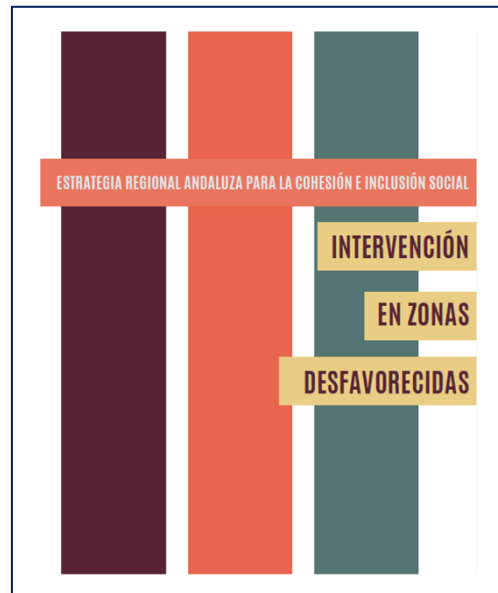 ESTRATEGIA REGIONAL ANDALUZA PARA LA COHESIÓN E INCLUSIÓN SOCIAL
INTERVENCIÓN
EN ZONAS
DESFAVORECIDAS